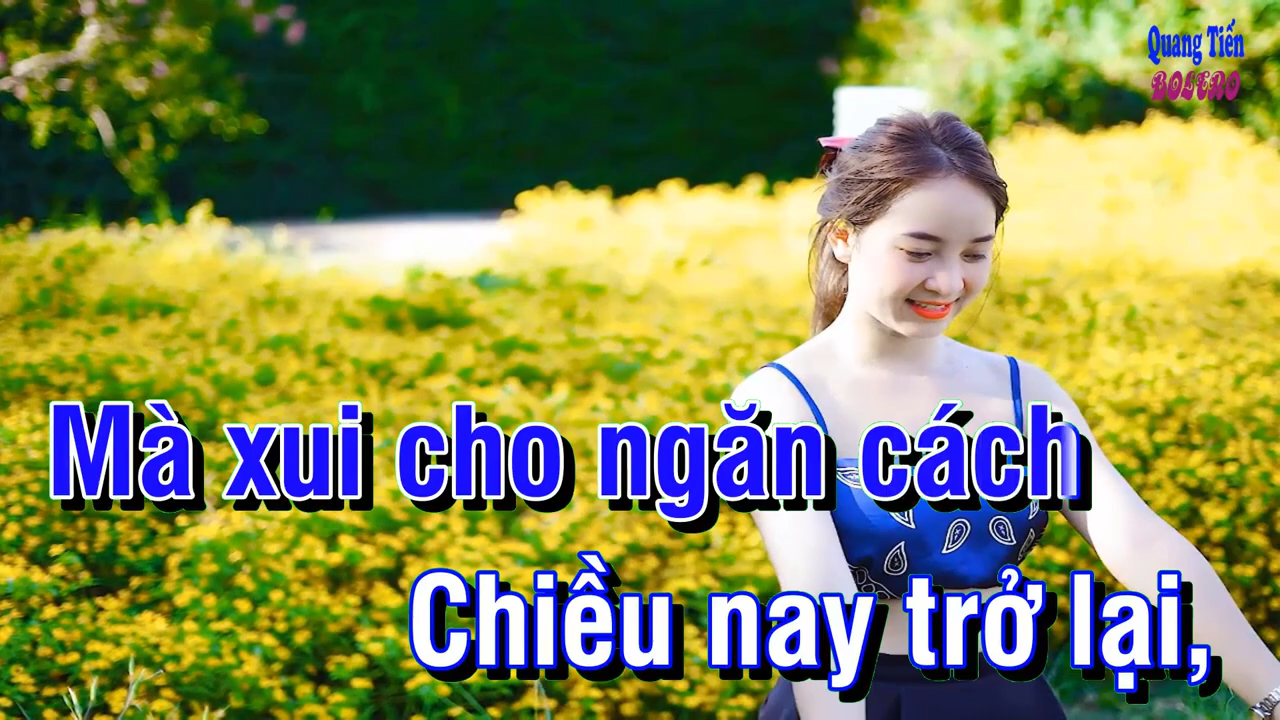 Quang Tiến
BOLERO
Mà xui cho ngăn cách
Chiều nay trở lại,